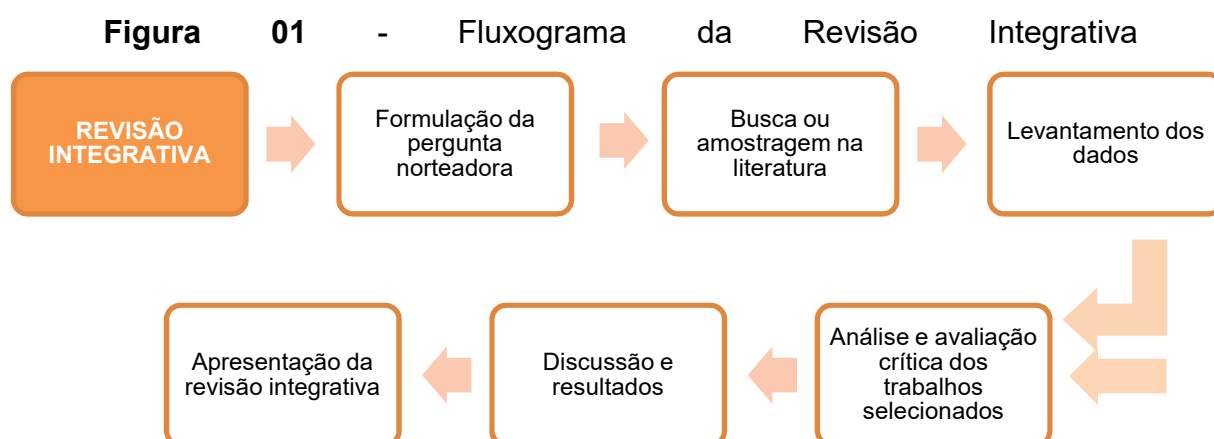 Figura 01 - Fluxograma da Revisão Integrativa
REVISÃO
INTEGRATIVA
Formulação da
pergunta
norteadora
Busca ou
amostragem na
literatura
Levantamento dos
dados
Análise e avaliação
crítica dos
trabalhos
selecionados
Discussão e
resultados
Apresentação da
revisão integrativa